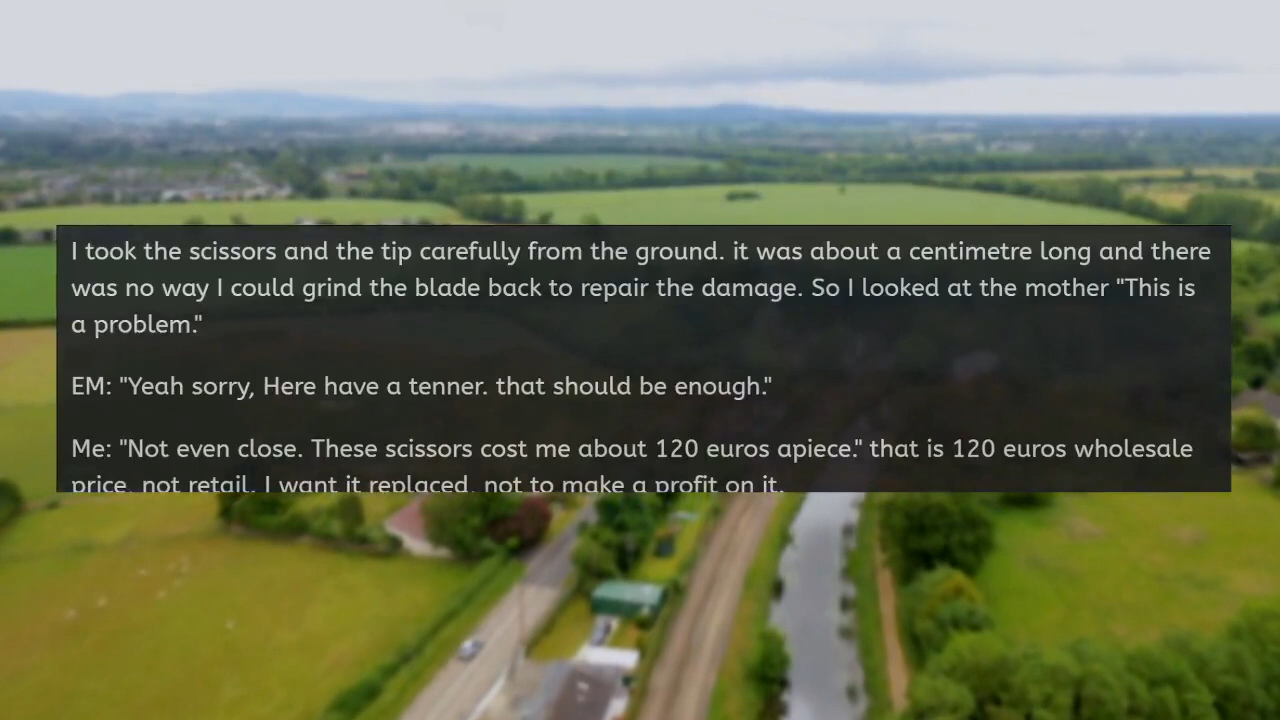 I took the scissors and the tip carefully from the ground. it was about a centimetre long and there
was no way I could grind the blade back to repair the damage. So I looked at the mother "This is
a problem."
EM: "Yeah sorry, Here have a tenner. that should be enough."
Me: "Not even close. These scissors cost me about 120 euros apiece." that is 120 euros wholesale
price, not retail. I want it replaced, not to make a profit on it.